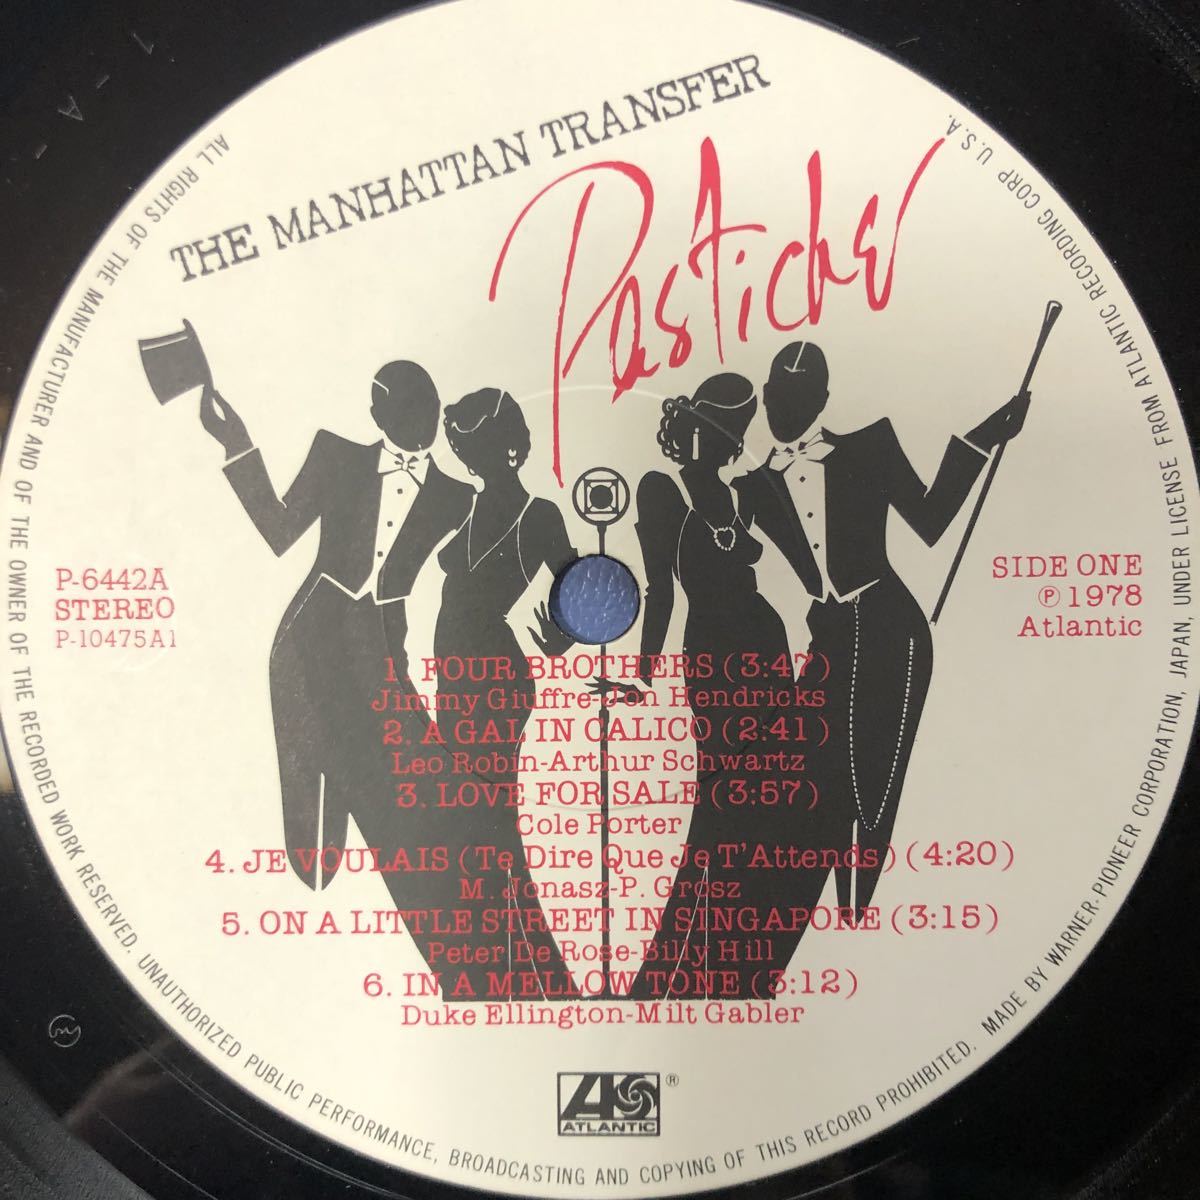 THE MANHATTAN TRANSFER
Pastiche
P-6442A
STEREO
P-10475A1
SIDE ONE
Ⓟ 1978
Atlantic
1. FOUR BROTHERS (3:47)
Jimmy Giuffre-Jon Hendricks
2. A GAL IN CALICO (2:41)
Leo Robin-Arthur Schwartz
3. LOVE FOR SALE (3:57)
Cole Porter
4. JE VOULAIS (Te Dire Que Je T'Attends) (4:20)
M. Jonasz-P. Grosz
5. ON A LITTLE STREET IN SINGAPORE (3:15)
Peter De Rose-Billy Hill
6. IN A MELLOW TONE (3:12)
Duke Ellington-Milt Gabler
ATLANTIC ®
ALL RIGHTS OF THE MANUFACTURER AND OF THE OWNER OF THE RECORDED WORK RESERVED. UNAUTHORIZED PUBLIC PERFORMANCE, BROADCASTING AND COPYING OF THIS RECORD PROHIBITED. MADE BY WARNER-PIONEER CORPORATION, JAPAN, UNDER LICENSE FROM ATLANTIC RECORDING CORP U.S.A.